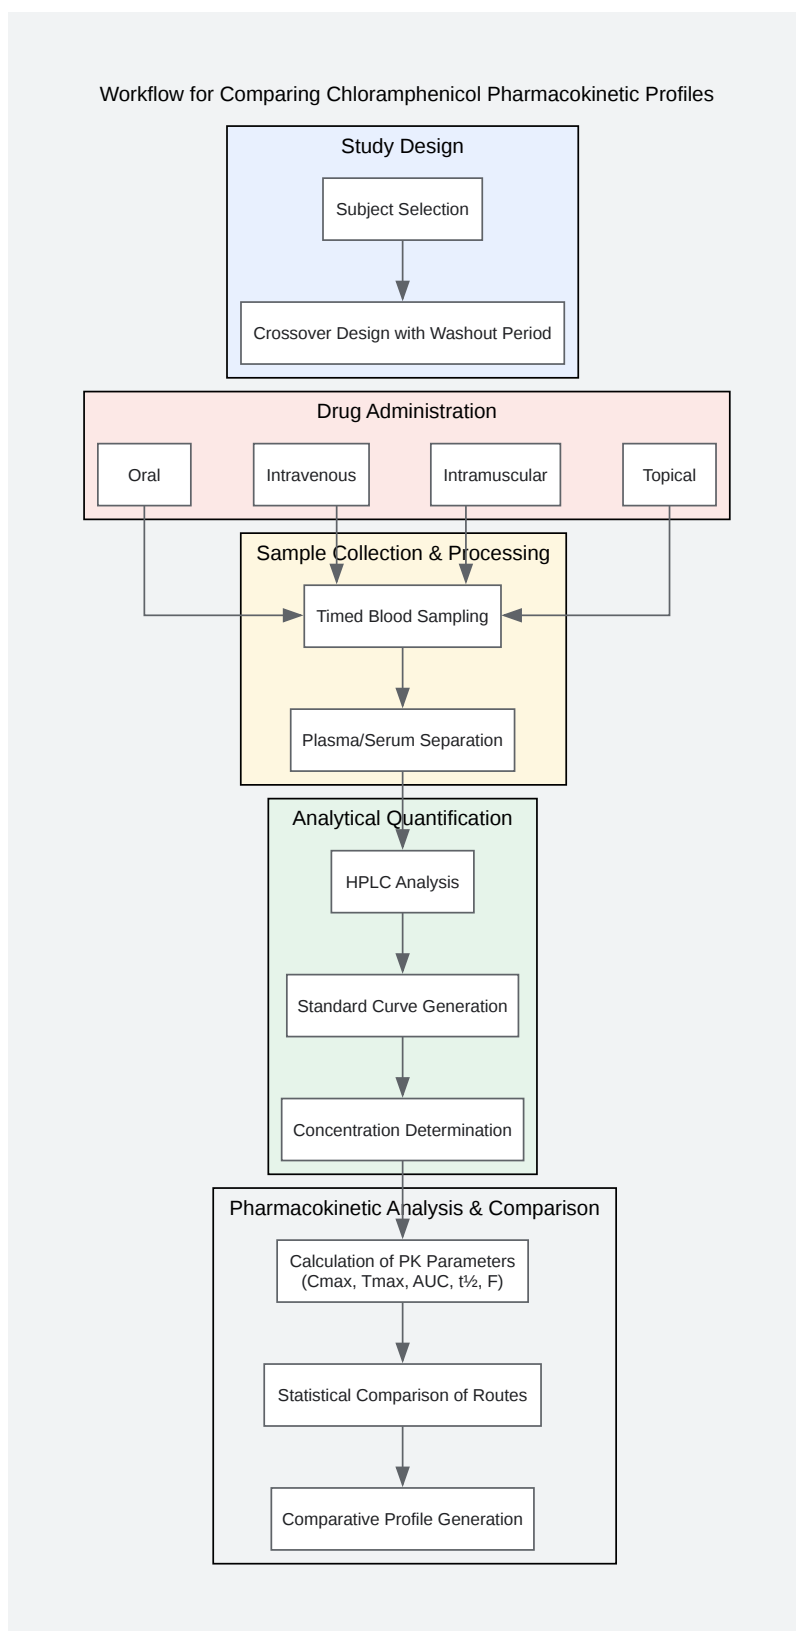 Workflow for Comparing Chloramphenicol Pharmacokinetic Profiles
Study Design
Subject Selection
Crossover Design with Washout Period
Drug Administration
Oral
Intravenous
Intramuscular
Topical
Sample Collection & Processing
Timed Blood Sampling
Plasma/Serum Separation
Analytical Quantification
HPLC Analysis
Standard Curve Generation
Concentration Determination
Pharmacokinetic Analysis & Comparison
Calculation of PK Parameters
(Cmax, Tmax, AUC, t½, F)
Statistical Comparison of Routes
Comparative Profile Generation